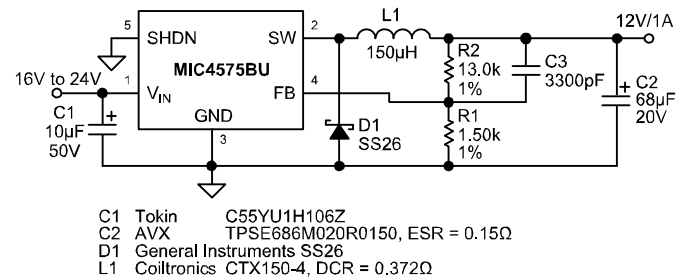 5
SHDN
SW
2
L1
150µH
12V/1A
MIC4575BU
16V to 24V
1
VIN
FB
4
GND
3
C1
10µF
50V
+
D1
SS26
R2
13.0k
1%
R1
1.50k
1%
C3
3300pF
+
C2
68µF
20V
C1 Tokin C55YU1H106Z
C2 AVX TPSE686M020R0150, ESR = 0.15Ω
D1 General Instruments SS26
L1 Coiltronics CTX150-4, DCR = 0.372Ω